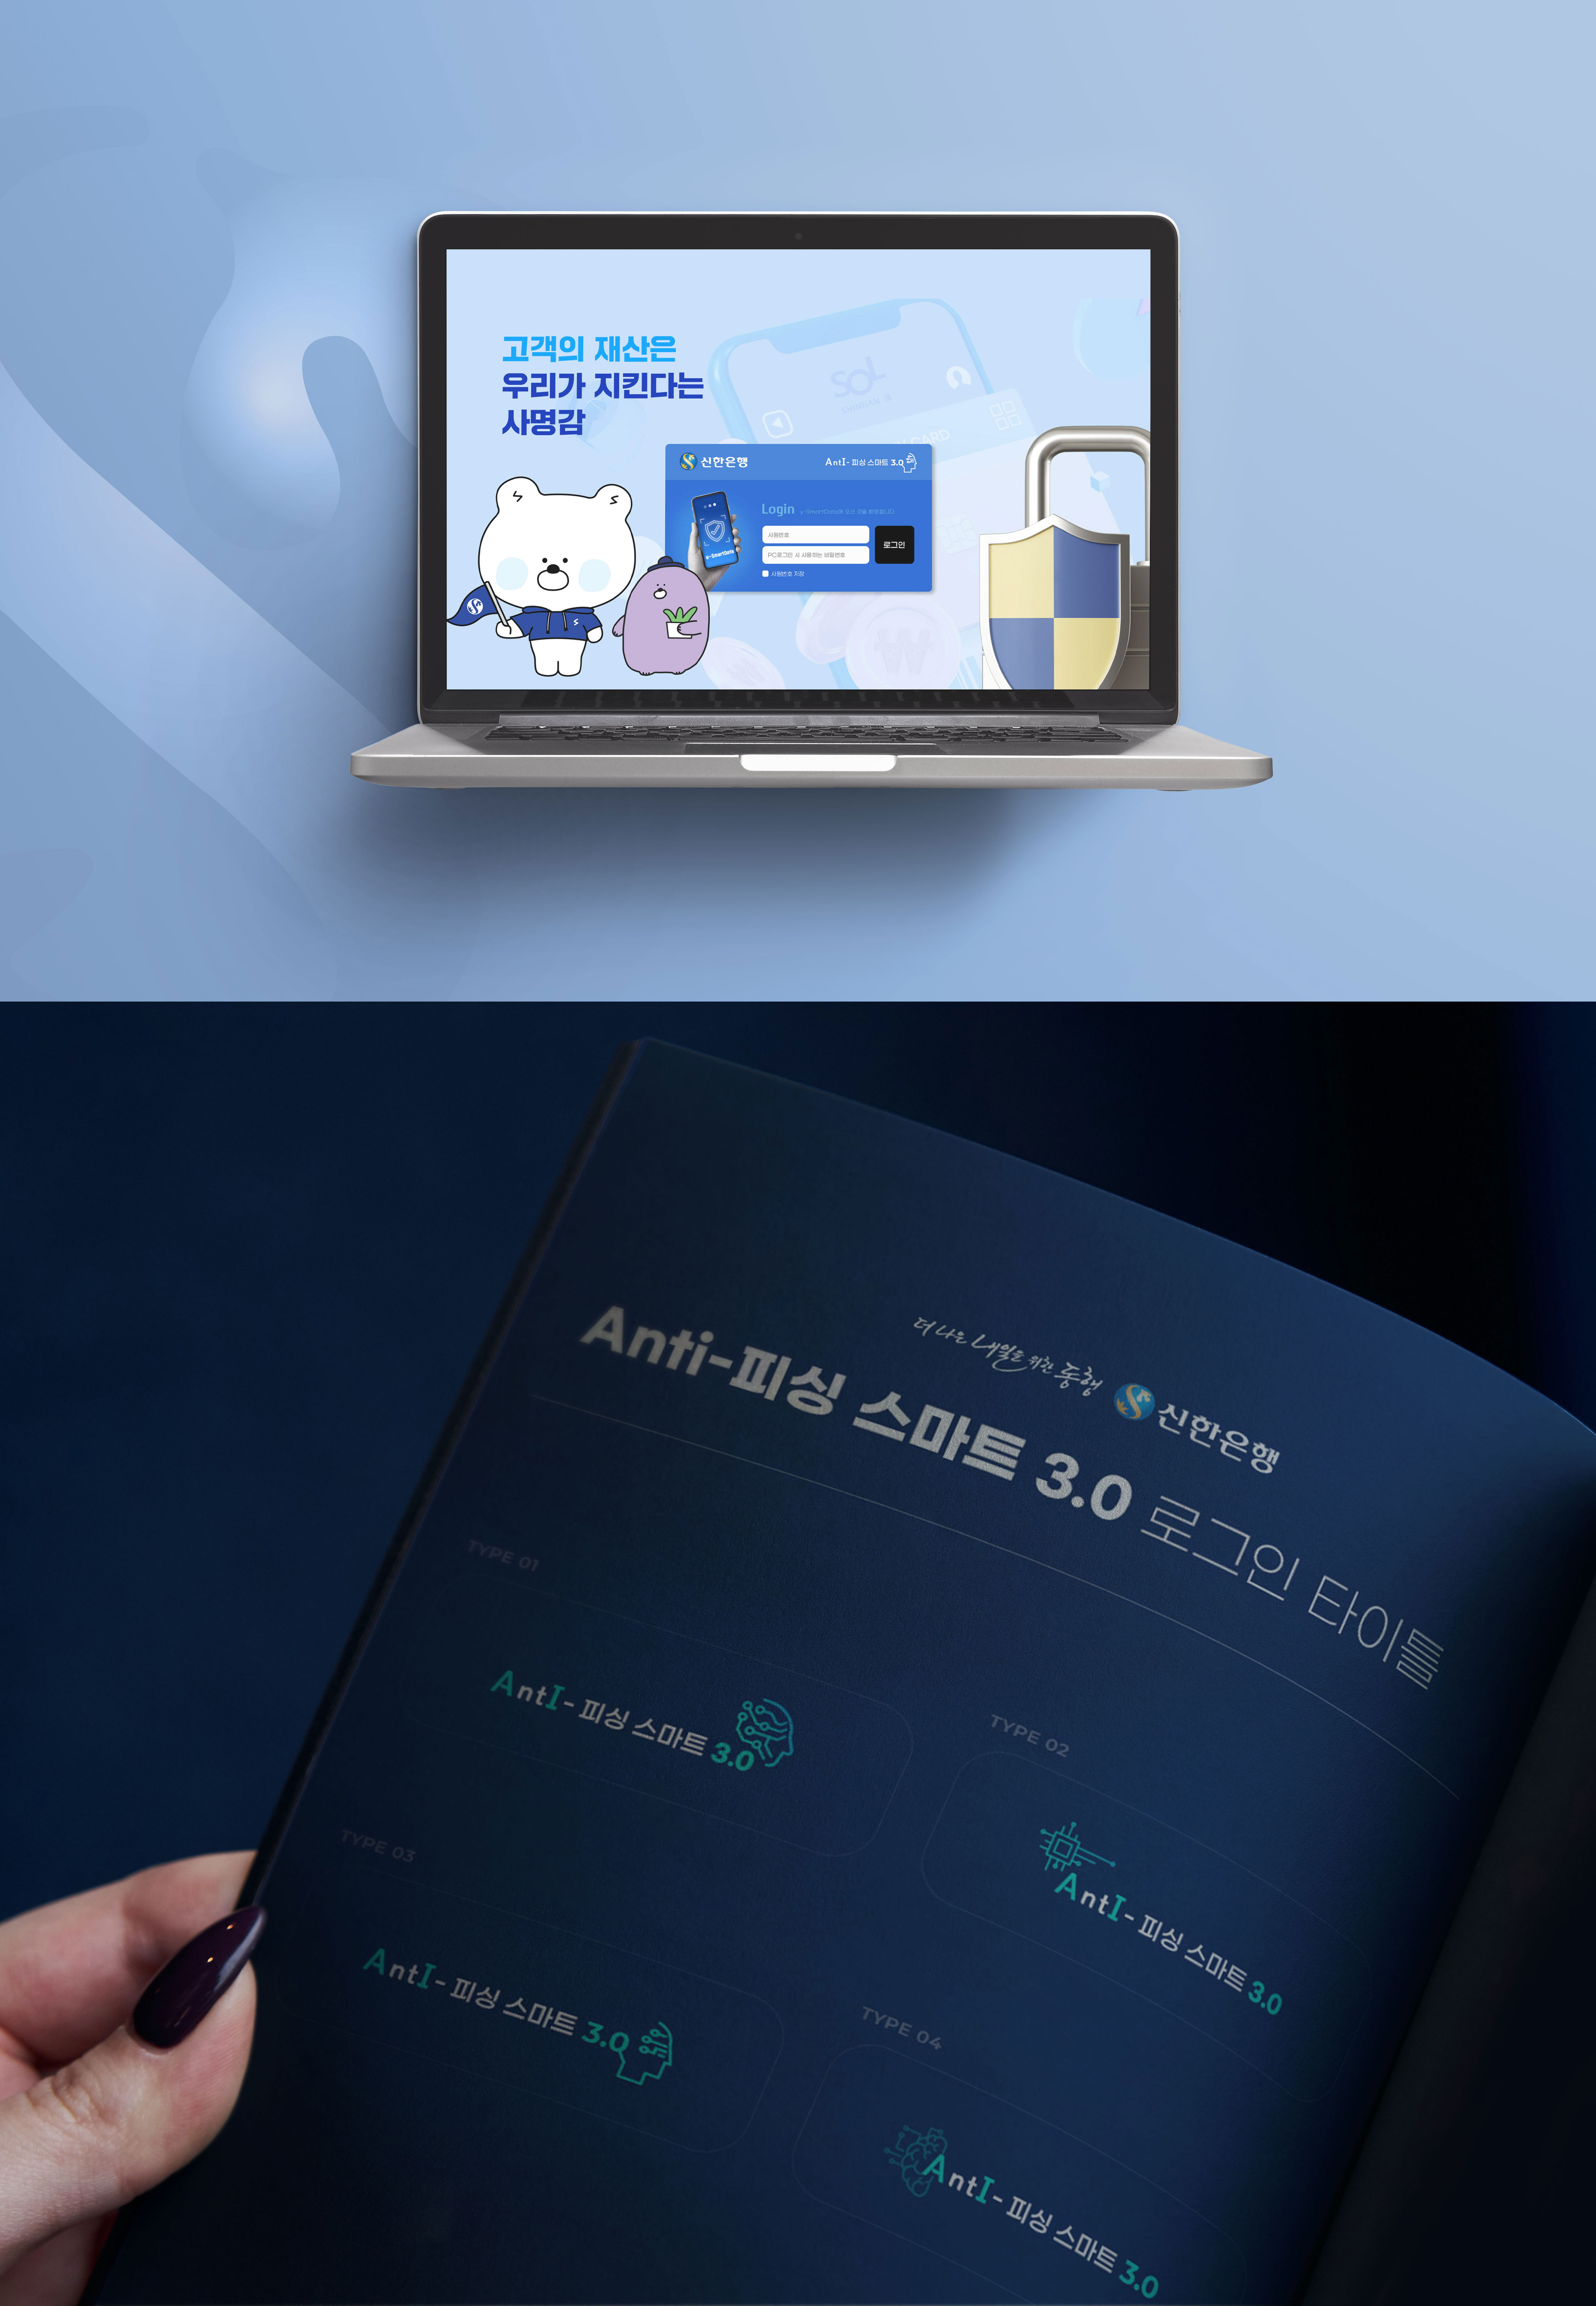 고객의 재산은
우리가 지킨다는
사명감
SOL
신한은행
AntI- 피싱 스마트 3.0
Login
사원번호
PC로그인 시 사용하는 비밀번호
로그인
사원번호 저장
더 나은 내일을 위한 동행
신한은행
Anti-피싱 스마트 3.0 로그인 타이틀
TYPE 01
AntI- 피싱 스마트 3.0
TYPE 02
AntI- 피싱 스마트 3.0
TYPE 03
AntI- 피싱 스마트 3.0
TYPE 04
AntI- 피싱 스마트 3.0